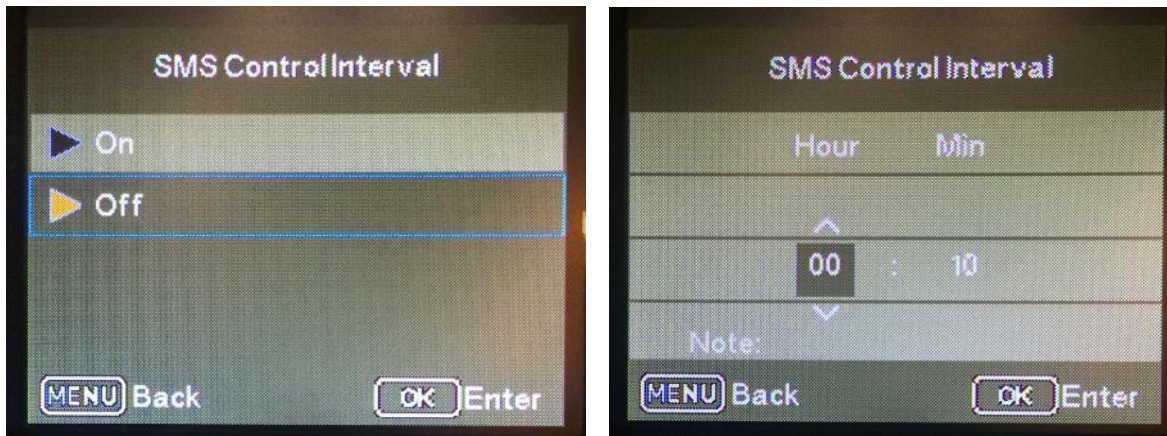 SMS Control Interval
On
Off
MENU Back OK Enter
SMS Control Interval
Hour Min
00 : 10
Note:
MENU Back OK Enter